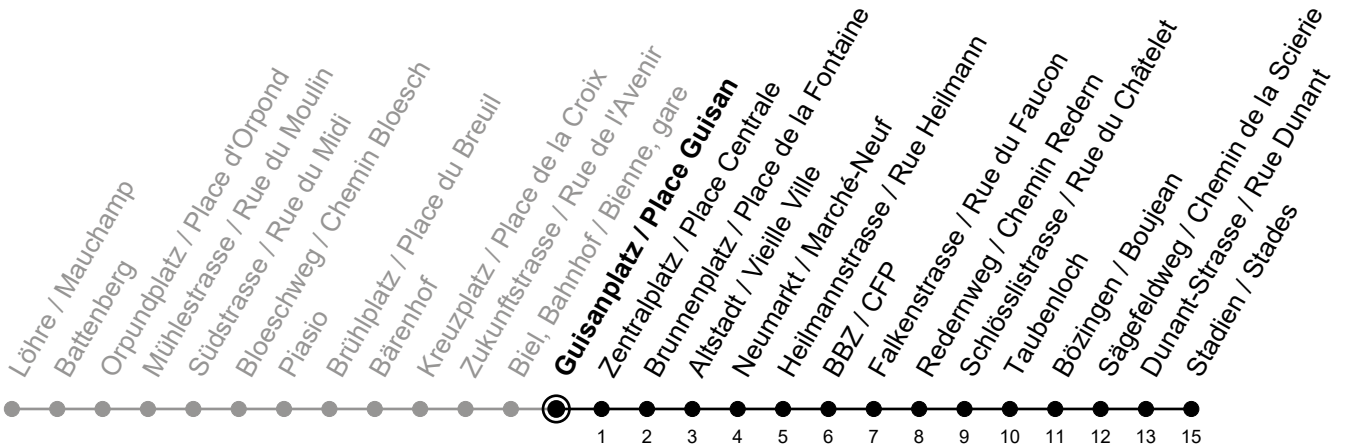 Löhre / Mauchamp
Battenberg
Orpundplatz / Place d'Orpond
Mühlestrasse / Rue du Moulin
Südstrasse / Rue du Midi
Bloeschweg / Chemin Bloesch
Piasio
Brühlplatz / Place du Breuil
Bärenhof
Kreuzplatz / Place de la Croix
Zukunftstrasse / Rue de l'Avenir
Biel, Bahnhof / Bienne, gare
Guisanplatz / Place Guisan
Zentralplatz / Place Centrale
Brunnenplatz / Place de la Fontaine
Altstadt / Vieille Ville
Neumarkt / Marché-Neuf
Heilmannstrasse / Rue Heilmann
BBZ / CFP
Falkenstrasse / Rue du Faucon
Redernweg / Chemin Redern
Schlösslistrasse / Rue du Châtelet
Taubenloch
Bözingen / Boujean
Sägefeldweg / Chemin de la Scierie
Dunant-Strasse / Rue Dunant
Stadien / Stades
1 2 3 4 5 6 7 8 9 10 11 12 13 15